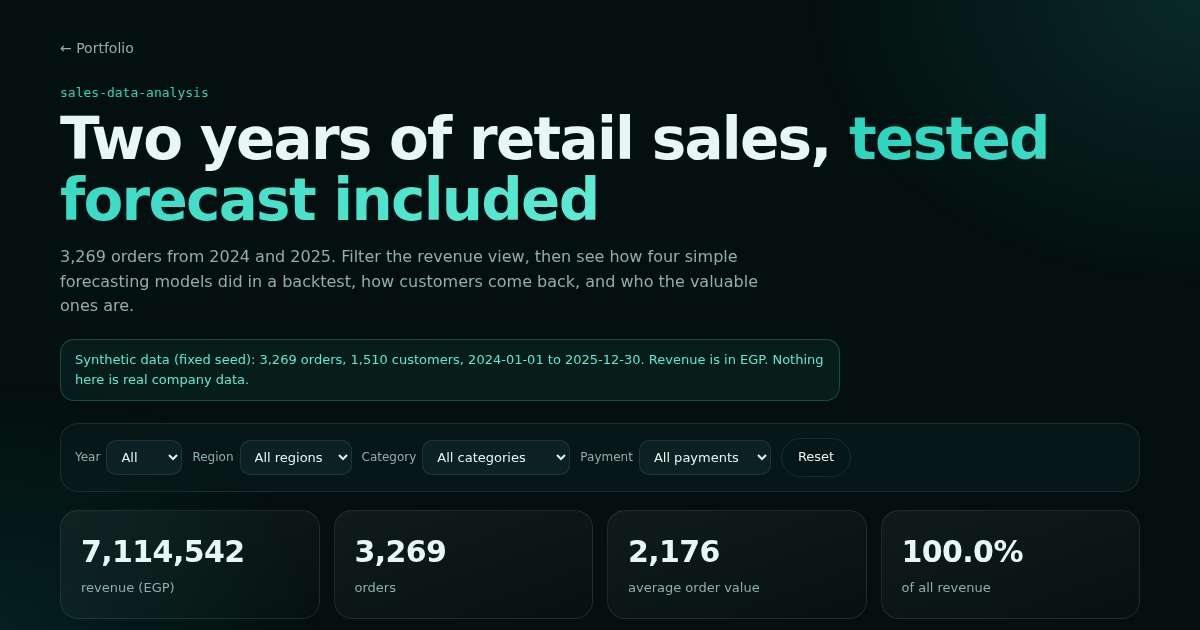 ← Portfolio
sales-data-analysis
Two years of retail sales, tested
forecast included
3,269 orders from 2024 and 2025. Filter the revenue view, then see how four simple
forecasting models did in a backtest, how customers come back, and who the valuable
ones are.
Synthetic data (fixed seed): 3,269 orders, 1,510 customers, 2024-01-01 to 2025-12-30. Revenue is in EGP. Nothing
here is real company data.
Year All Region All regions Category All categories Payment All payments Reset
7,114,542 3,269 2,176 100.0%
revenue (EGP) orders average order value of all revenue